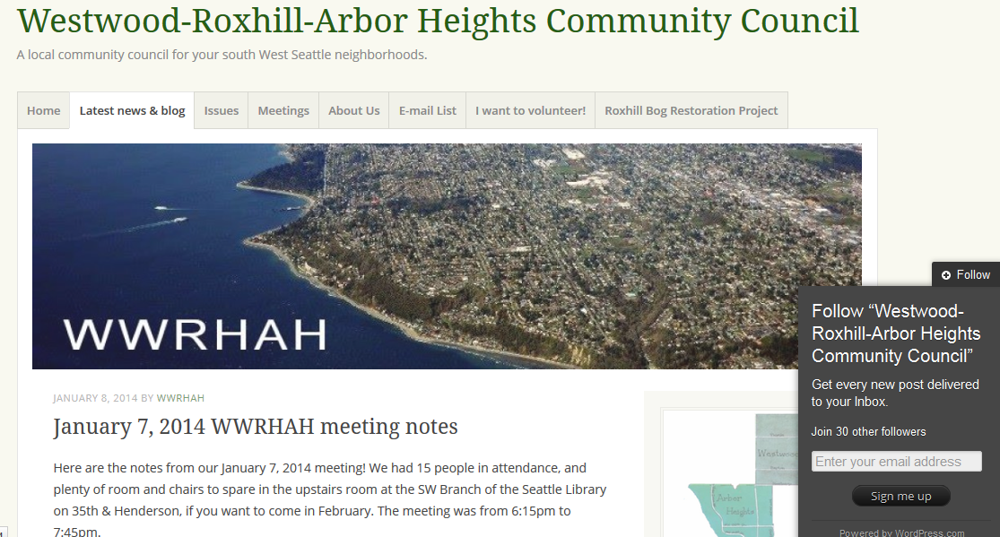 Westwood-Roxhill-Arbor Heights Community Council
A local community council for your south West Seattle neighborhoods.
Home Latest news & blog Issues Meetings About Us E-mail List I want to volunteer! Roxhill Bog Restoration Project
WWRHAH
JANUARY 8, 2014 BY WWRHAH
January 7, 2014 WWRHAH meeting notes
Here are the notes from our January 7, 2014 meeting! We had 15 people in attendance, and
plenty of room and chairs to spare in the upstairs room at the SW Branch of the Seattle Library
on 35th & Henderson, if you want to come in February. The meeting was from 6:15pm to
7:45pm.
Arbor
Heights
Follow
Follow “Westwood-
Roxhill-Arbor Heights
Community Council”
Get every new post delivered
to your Inbox.
Join 30 other followers
Enter your email address
Sign me up
Powered by WordPress.com